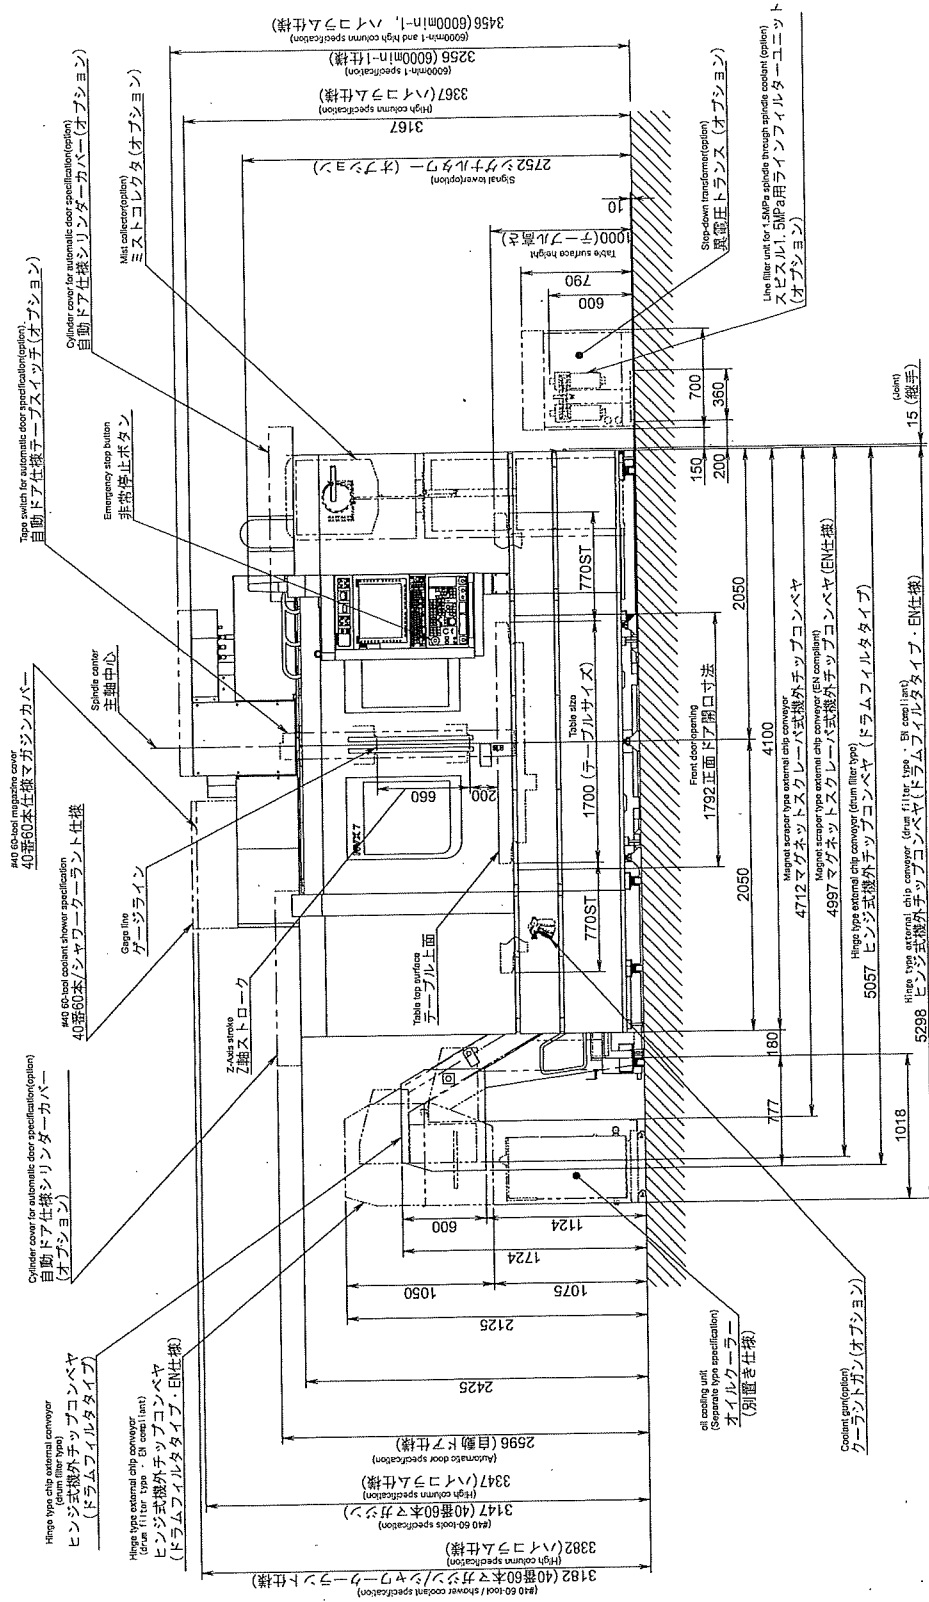 3456 (6000min-1, ハイコラム仕様)
(6000min-1 and high column specification)
3256 (6000min-1仕様)
(6000min-1 specification)
3367 (ハイコラム仕様)
(High column specification)
3167
2752シグナルタワー (オプション)
Signal tower(option)
10
1000(テーブル高さ)
Table surface height
790
600
Cylinder cover for automatic door specification(option)
自動ドア仕様シリンダーカバー(オプション)
Mist collector(option)
ミストコレクタ(オプション)
Tape switch for automatic door specification(option).
自動ドア仕様テープスイッチ(オプション)
Emergency stop button
非常停止ボタン
Step-down transformer(option)
異電圧トランス (オプション)
Line filter unit for 1.5MPa spindle through spindle coolant (option)
スピスル1.5MPa用ラインフィルターユニット
(オプション)
700
360
150
200
(Joint)
15 (継手)
Spindle center
主軸中心
#40 60-tool magazine cover
40番60本仕様マガジンカバー
#40 60-tool coolant shower specification
40番60本/シャワークーラント仕様
Gage line
ゲージライン
Z-Axis stroke
Z軸ストローク
Table top surface
テーブル上面
660
200
770ST
Table size
1700 (テーブルサイズ)
770ST
Front door opening
1792正面ドア開口寸法
2050
2050
4100
Magnet scraper type external chip conveyor
4712マグネットスクレーパ式機外チップコンベヤ
Magnet scraper type external chip conveyor (EN compliant)
4997マグネットスクレーパ式機外チップコンベヤ(EN仕様)
Hinge type external chip conveyor (drum filter type)
5057 ヒンジ式機外チップコンベヤ (ドラムフィルタタイプ)
Hinge type external chip conveyor (drum filter type · EN compliant)
5298 ヒンジ式機外チップコンベヤ(ドラムフィルタタイプ・EN仕様)
180
777
1018
Cylinder cover for automatic door specification(option)
自動ドア仕様シリンダーカバー
(オプション)
Hinge type chip external conveyor
(drum filter type)
ヒンジ式機外チップコンベヤ
(ドラムフィルタタイプ)
Hinge type external chip conveyor
(drum filter type · EN compliant)
ヒンジ式機外チップコンベヤ
(ドラムフィルタタイプ・EN仕様)
600
1124
1724
1050
1075
2125
2425
2596 (自動ドア仕様)
(Automatic door specification)
3347 (ハイコラム仕様)
(High column specification)
3147 (40番60本マガジン)
(#40 60-tools specification)
3382 (ハイコラム仕様)
(High column specification)
3182 (40番60本マガジン/シャワークーラント仕様)
(#40 60-tool / shower coolant specification)
oil cooling unit
(Separate type specification)
オイルクーラー
(別置き仕様)
Coolant gun(option)
クーラントガン(オプション)